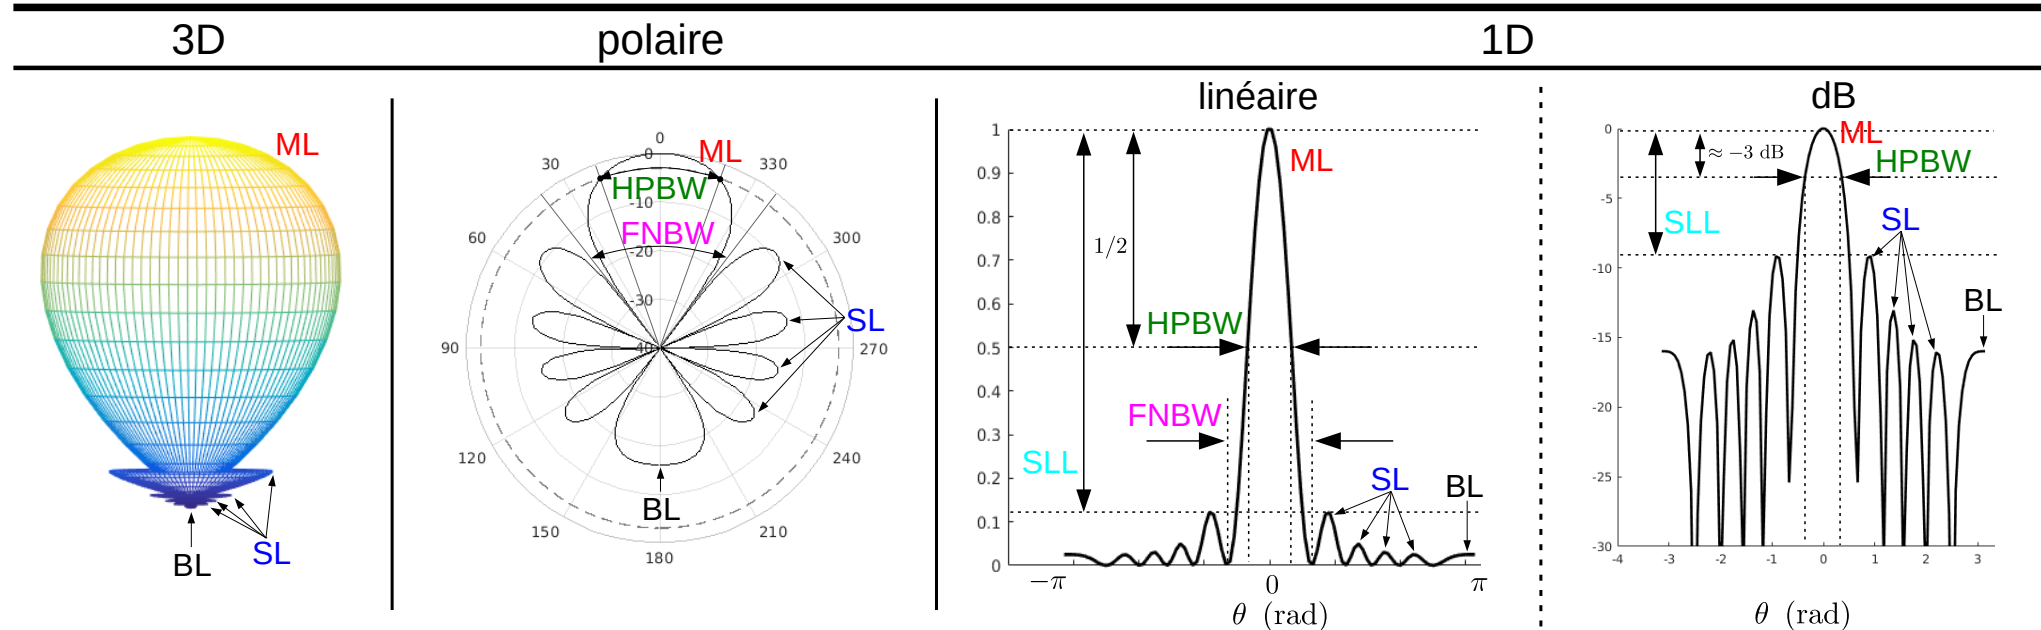 3D
polaire
1D
ML
BL
SL
0
30
330
60
300
90
270
120
240
150
210
180
0
-10
-20
-30
-40
ML
HPBW
FNBW
SL
BL
linéaire
1
0.9
0.8
0.7
0.6
0.5
0.4
0.3
0.2
0.1
0
1/2
ML
HPBW
FNBW
SLL
SL
BL
−π
0
π
θ (rad)
dB
0
-5
-10
-15
-20
-25
-30
≈ −3 dB
ML
HPBW
SLL
SL
BL
-4
-3
-2
-1
0
1
2
3
θ (rad)